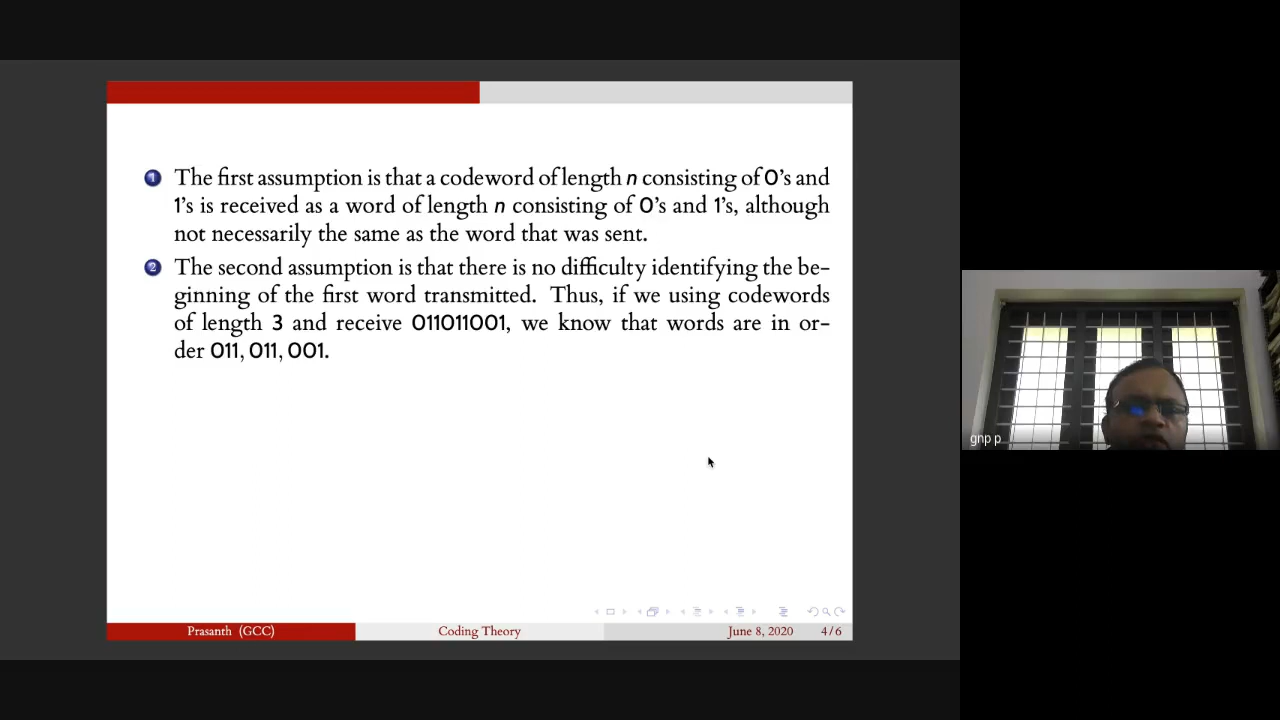 1 The first assumption is that a codeword of length n consisting of 0's and
1's is received as a word of length n consisting of 0's and 1's, although
not necessarily the same as the word that was sent.
2 The second assumption is that there is no difficulty identifying the be-
ginning of the first word transmitted. Thus, if we using codewords
of length 3 and receive 011011001, we know that words are in or-
der 011, 011, 001.
gnp p
Prasanth (GCC) Coding Theory June 8, 2020 4/6